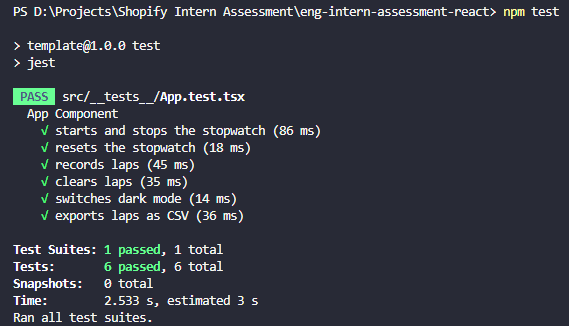 PS D:\Projects\Shopify Intern Assessment\eng-intern-assessment-react> npm test
> template@1.0.0 test
> jest
PASS src/__tests__/App.test.tsx
App Component
√ starts and stops the stopwatch (86 ms)
√ resets the stopwatch (18 ms)
√ records laps (45 ms)
√ clears laps (35 ms)
√ switches dark mode (14 ms)
√ exports laps as CSV (36 ms)
Test Suites: 1 passed, 1 total
Tests: 6 passed, 6 total
Snapshots: 0 total
Time: 2.533 s, estimated 3 s
Ran all test suites.